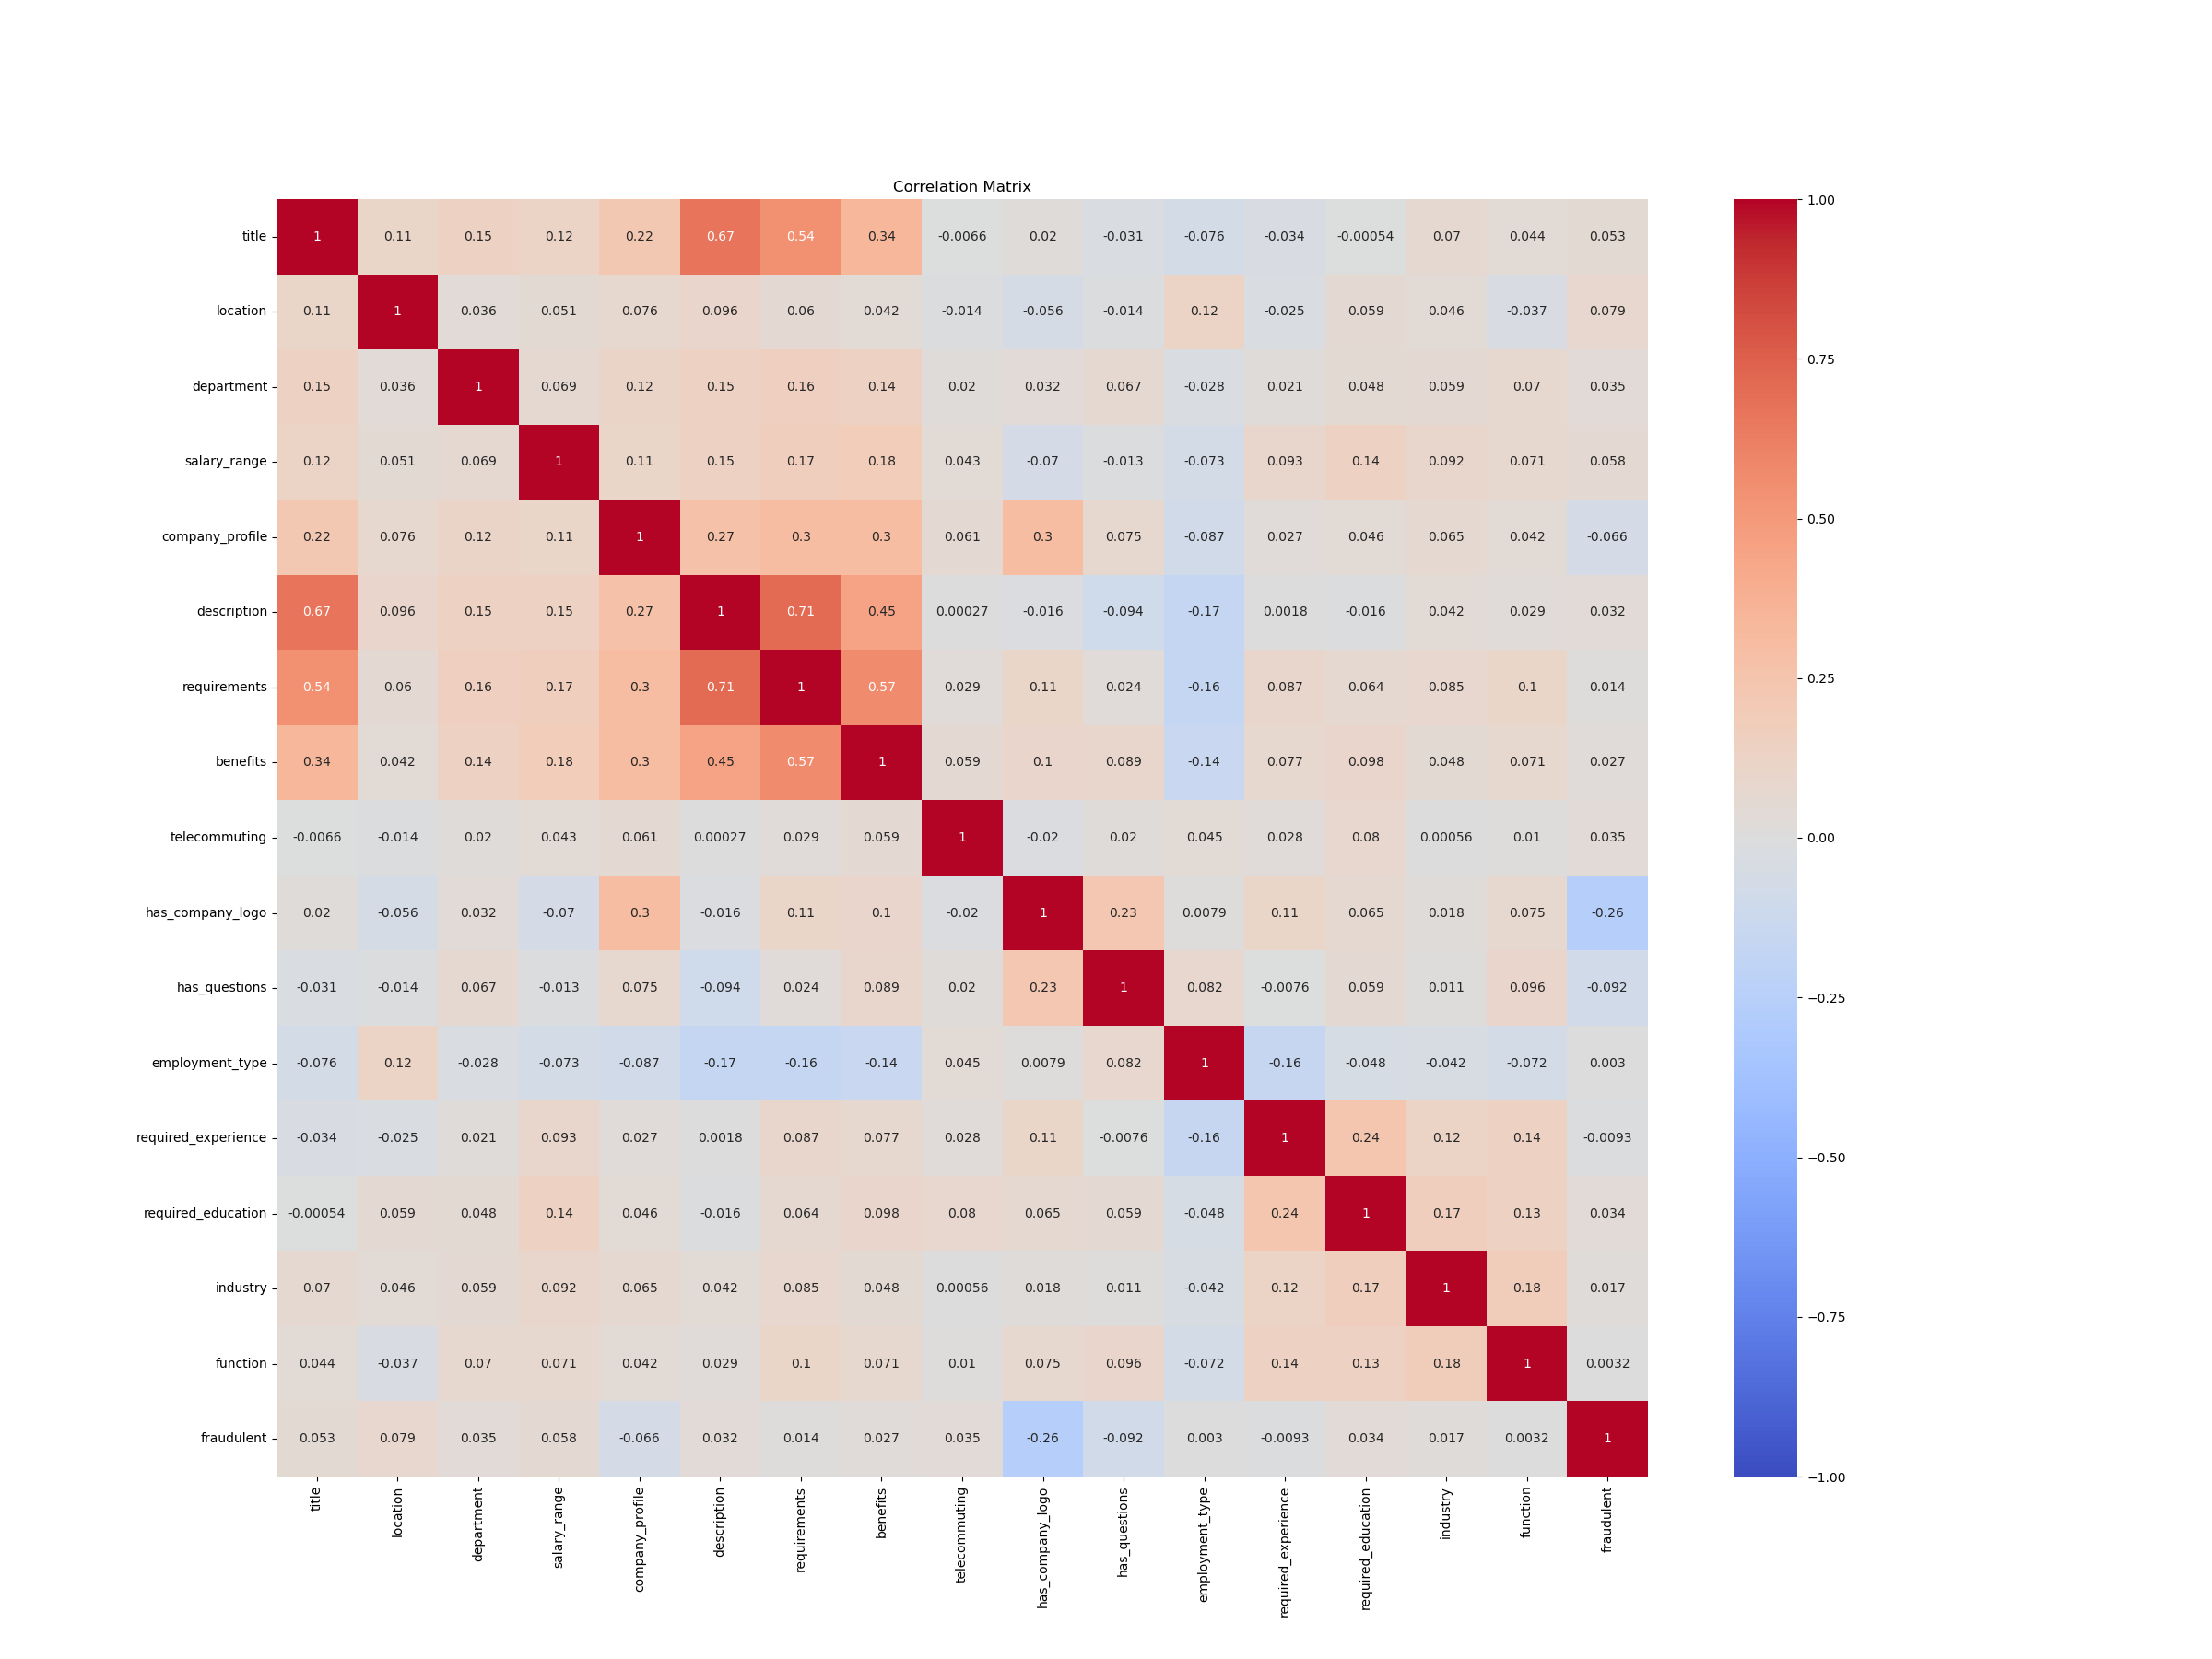 Correlation Matrix
title 1 0.11 0.15 0.12 0.22 0.67 0.54 0.34 -0.0066 0.02 -0.031 -0.076 -0.034 -0.00054 0.07 0.044 0.053
location 0.11 1 0.036 0.051 0.076 0.096 0.06 0.042 -0.014 -0.056 -0.014 0.12 -0.025 0.059 0.046 -0.037 0.079
department 0.15 0.036 1 0.069 0.12 0.15 0.16 0.14 0.02 0.032 0.067 -0.028 0.021 0.048 0.059 0.07 0.035
salary_range 0.12 0.051 0.069 1 0.11 0.15 0.17 0.18 0.043 -0.07 -0.013 -0.073 0.093 0.14 0.092 0.071 0.058
company_profile 0.22 0.076 0.12 0.11 1 0.27 0.3 0.3 0.061 0.3 0.075 -0.087 0.027 0.046 0.065 0.042 -0.066
description 0.67 0.096 0.15 0.15 0.27 1 0.71 0.45 0.00027 -0.016 -0.094 -0.17 0.0018 -0.016 0.042 0.029 0.032
requirements 0.54 0.06 0.16 0.17 0.3 0.71 1 0.57 0.029 0.11 0.024 -0.16 0.087 0.064 0.085 0.1 0.014
benefits 0.34 0.042 0.14 0.18 0.3 0.45 0.57 1 0.059 0.1 0.089 -0.14 0.077 0.098 0.048 0.071 0.027
telecommuting -0.0066 -0.014 0.02 0.043 0.061 0.00027 0.029 0.059 1 -0.02 0.02 0.045 0.028 0.08 0.00056 0.01 0.035
has_company_logo 0.02 -0.056 0.032 -0.07 0.3 -0.016 0.11 0.1 -0.02 1 0.23 0.0079 0.11 0.065 0.018 0.075 -0.26
has_questions -0.031 -0.014 0.067 -0.013 0.075 -0.094 0.024 0.089 0.02 0.23 1 0.082 -0.0076 0.059 0.011 0.096 -0.092
employment_type -0.076 0.12 -0.028 -0.073 -0.087 -0.17 -0.16 -0.14 0.045 0.0079 0.082 1 -0.16 -0.048 -0.042 -0.072 0.003
required_experience -0.034 -0.025 0.021 0.093 0.027 0.0018 0.087 0.077 0.028 0.11 -0.0076 -0.16 1 0.24 0.12 0.14 -0.0093
required_education -0.00054 0.059 0.048 0.14 0.046 -0.016 0.064 0.098 0.08 0.065 0.059 -0.048 0.24 1 0.17 0.13 0.034
industry 0.07 0.046 0.059 0.092 0.065 0.042 0.085 0.048 0.00056 0.018 0.011 -0.042 0.12 0.17 1 0.18 0.017
function 0.044 -0.037 0.07 0.071 0.042 0.029 0.1 0.071 0.01 0.075 0.096 -0.072 0.14 0.13 0.18 1 0.0032
fraudulent 0.053 0.079 0.035 0.058 -0.066 0.032 0.014 0.027 0.035 -0.26 -0.092 0.003 -0.0093 0.034 0.017 0.0032 1
title
location
department
salary_range
company_profile
description
requirements
benefits
telecommuting
has_company_logo
has_questions
employment_type
required_experience
required_education
industry
function
fraudulent
1.00
0.75
0.50
0.25
0.00
−0.25
−0.50
−0.75
−1.00